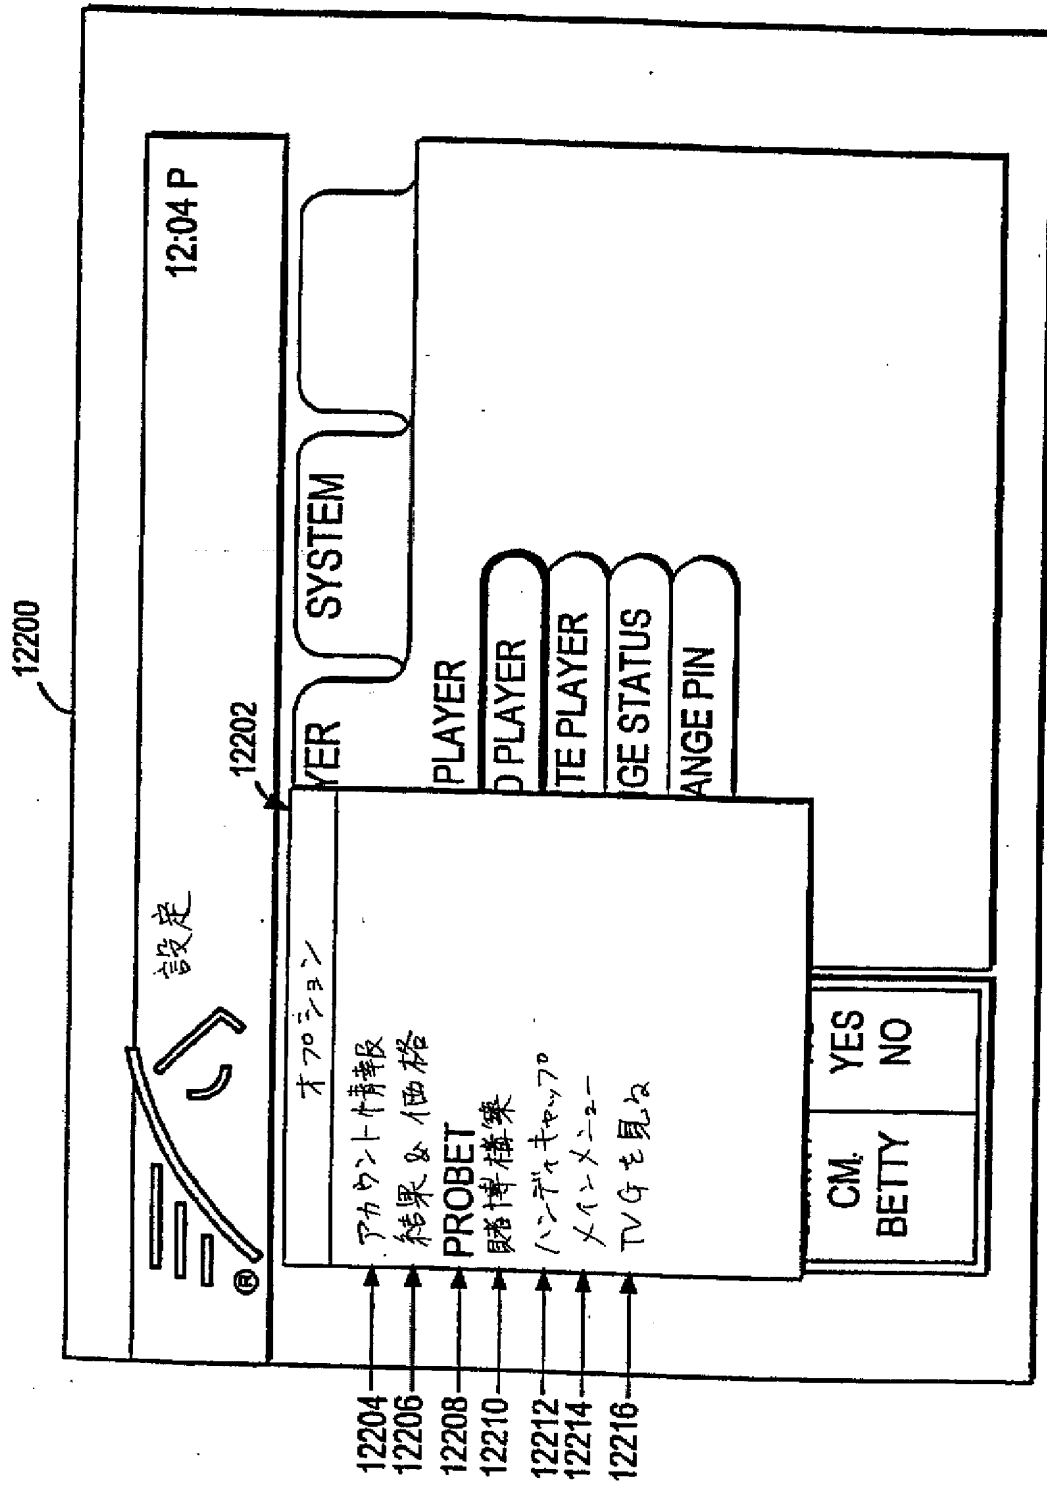 12200
設定
12:04 P
12202
YER
SYSTEM
オプション
12204
アカウント情報
12206
結果 & 価格
12208
PROBET
12210
賭博構築
12212
ハンディキャップ
12214
メインメニュー
12216
TVGを見る
PLAYER
D PLAYER
TE PLAYER
GE STATUS
ANGE PIN
CM. YES
BETTY NO
®